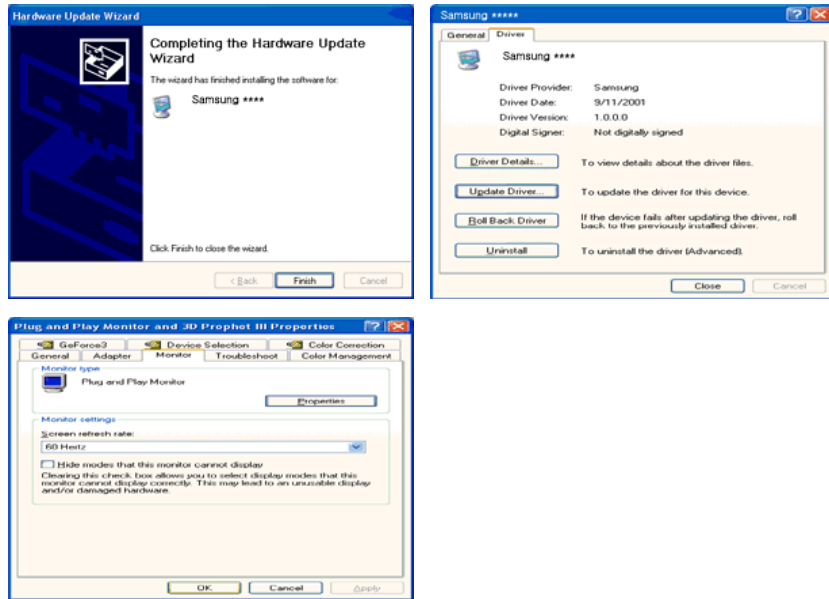 Hardware Update Wizard
Completing the Hardware Update
Wizard
The wizard has finished installing the software for:
Samsung ****
Click Finish to close the wizard.
< Back
Finish
Cancel
Samsung *****
General
Driver
Samsung ****
Driver Provider:
Samsung
Driver Date:
9/11/2001
Driver Version:
1.0.0.0
Digital Signer:
Not digitally signed
Driver Details...
To view details about the driver files.
Update Driver...
To update the driver for this device.
Roll Back Driver
If the device fails after updating the driver, roll
back to the previously installed driver.
Uninstall
To uninstall the driver (Advanced).
Close
Cancel
Plug and Play Monitor and 3D Prophet III Properties
GeForce3
Device Selection
Color Correction
General
Adapter
Monitor
Troubleshoot
Color Management
Monitor type
Plug and Play Monitor
Properties
Monitor settings
Screen refresh rate:
60 Hertz
Hide modes that this monitor cannot display
Clearing this check box allows you to select display modes that this
monitor cannot display correctly. This may lead to an unusable display
and/or damaged hardware.
OK
Cancel
Apply